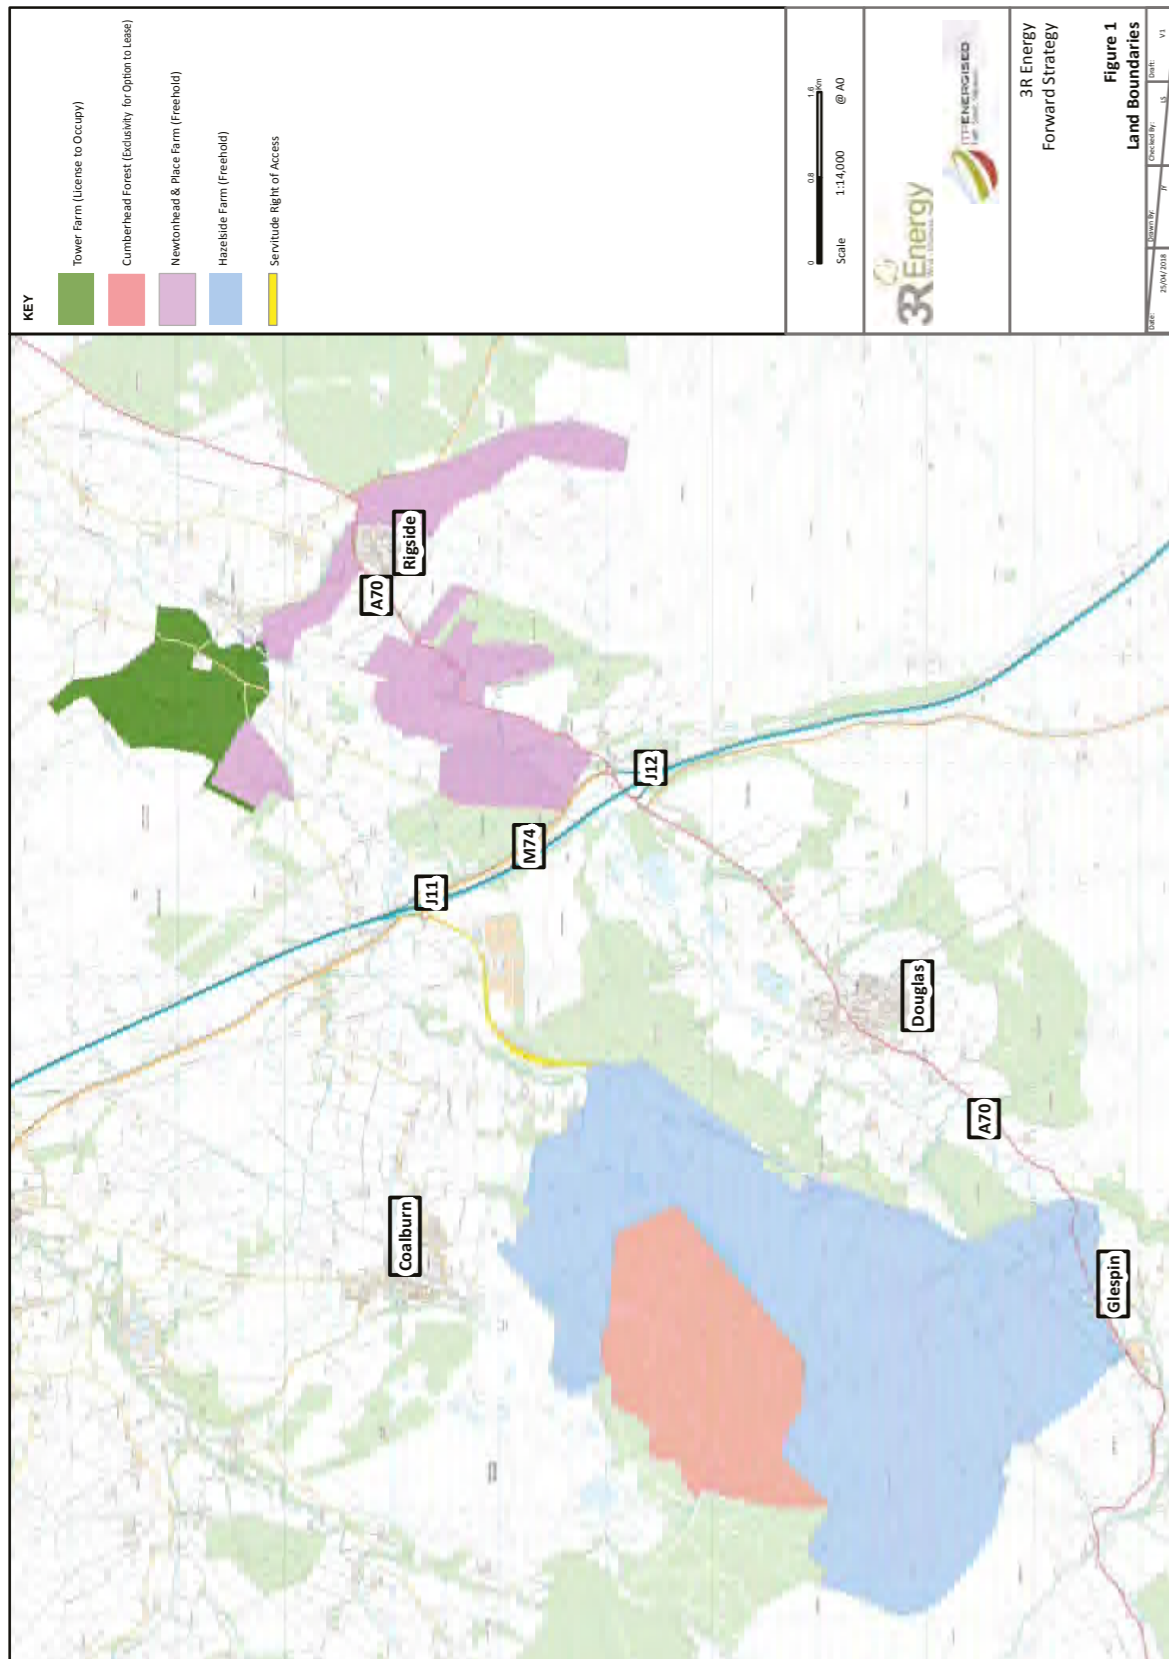 KEY
Tower Farm (License to Occupy)
Cumberhead Forest (Exclusivity for Option to Lease)
Newtonhead & Place Farm (Freehold)
Hazelside Farm (Freehold)
Servitude Right of Access
0 0.8 1.6
Km
Scale 1:14,000 @ A0
3R Energy
ITPENERGISED
3R Energy
Forward Strategy
Figure 1
Land Boundaries
Date: Drawn By: Checked By: Draft:
25/04/2018 JY LS V1
Rigside
A70
J12
M74
J11
Douglas
A70
Coalburn
Glespin